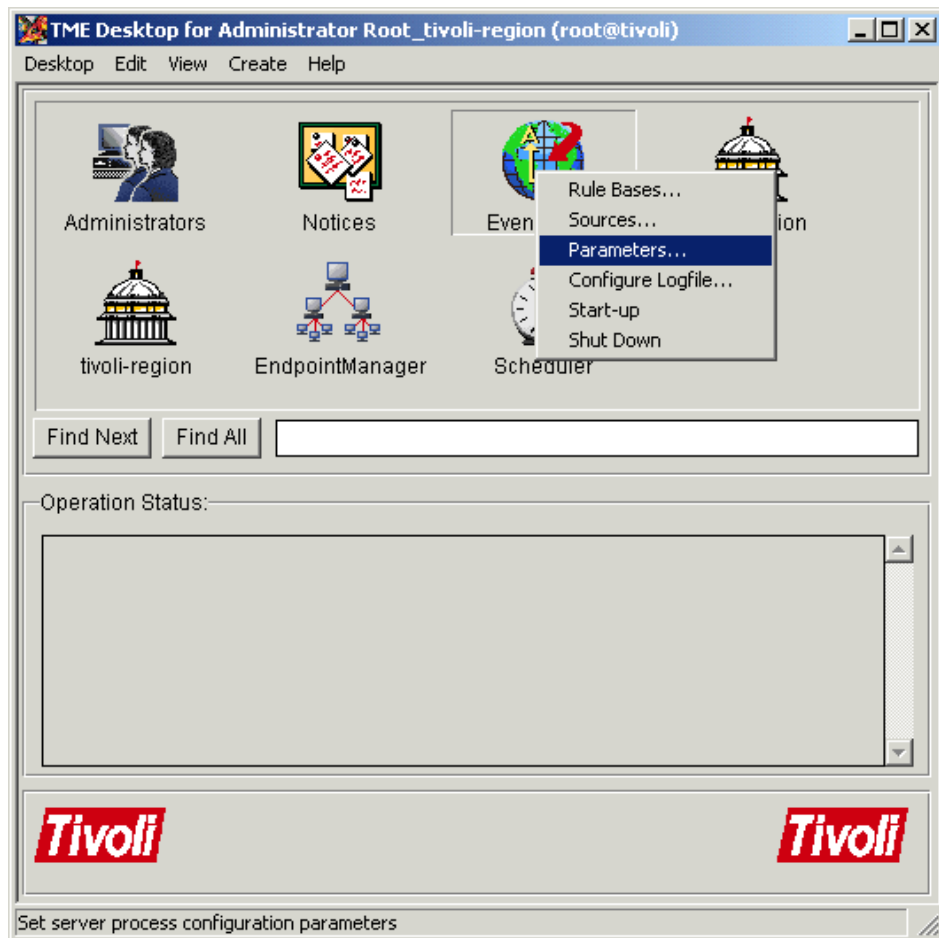 TME Desktop for Administrator Root_tivoli-region (root@tivoli)
Desktop Edit View Create Help
Administrators
Notices
Even
ion
Rule Bases...
Sources...
Parameters...
Configure Logfile...
Start-up
Shut Down
tivoli-region
EndpointManager
Scheduler
Find Next
Find All
Operation Status:
Tivoli
Tivoli
Set server process configuration parameters